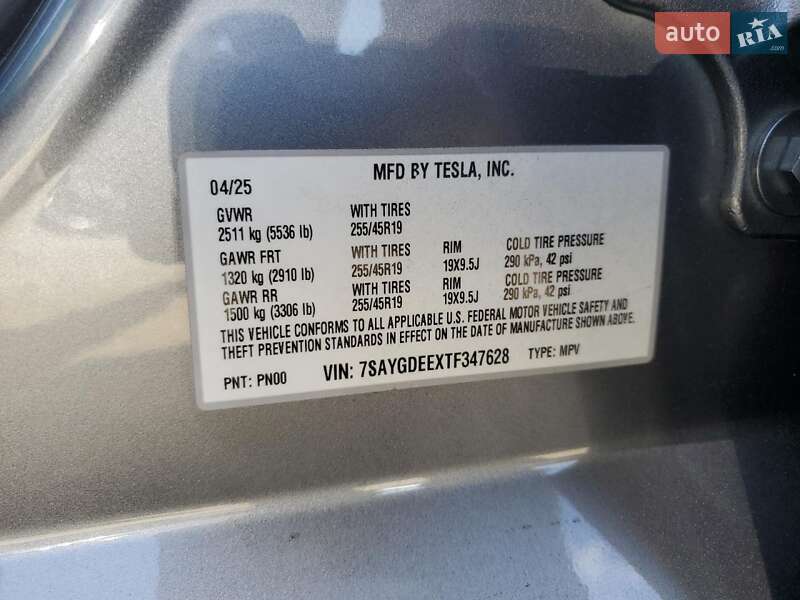 auto RIA.com
04/25 MFD BY TESLA, INC.
GVWR WITH TIRES
2511 kg (5536 lb) 255/45R19
GAWR FRT WITH TIRES RIM COLD TIRE PRESSURE
1320 kg (2910 lb) 255/45R19 19X9.5J 290 kPa, 42 psi
GAWR RR WITH TIRES RIM COLD TIRE PRESSURE
1500 kg (3306 lb) 255/45R19 19X9.5J 290 kPa, 42 psi
THIS VEHICLE CONFORMS TO ALL APPLICABLE U.S. FEDERAL MOTOR VEHICLE SAFETY AND
THEFT PREVENTION STANDARDS IN EFFECT ON THE DATE OF MANUFACTURE SHOWN ABOVE.
PNT: PN00 VIN: 7SAYGDEEXTF347628 TYPE: MPV